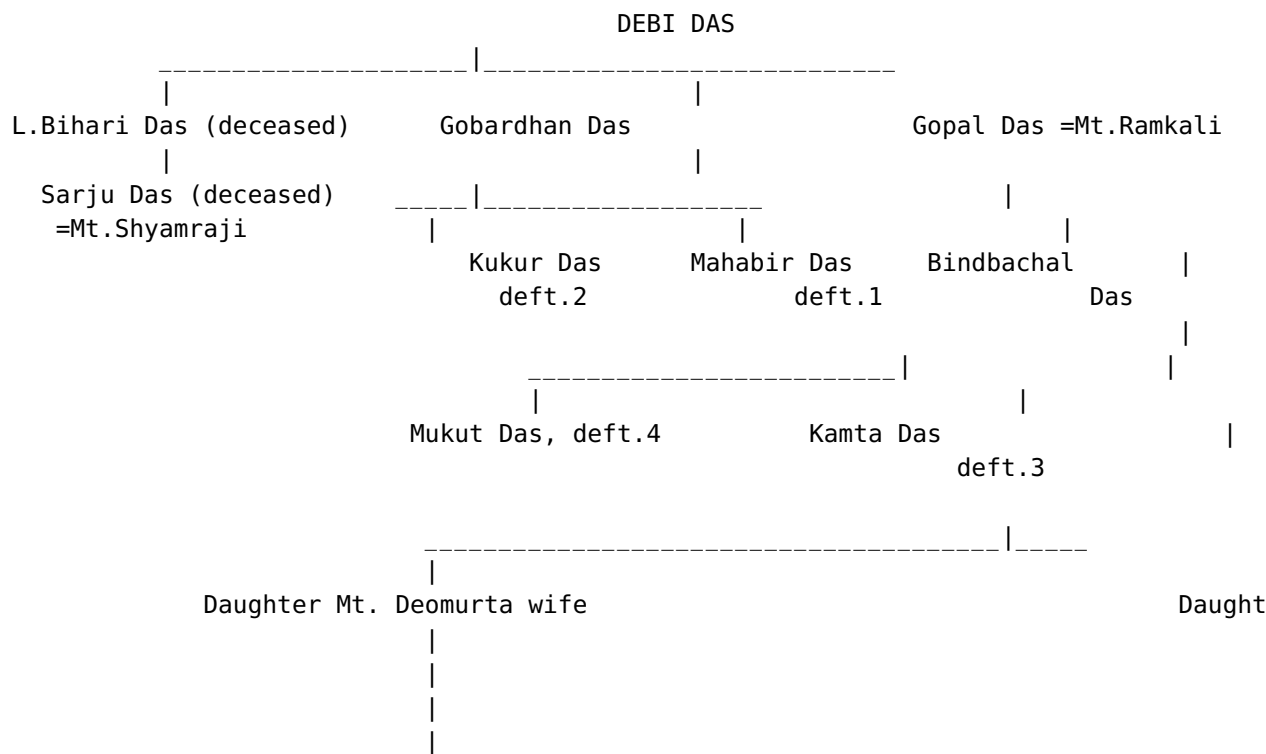 DEBI DAS
L.Bihari Das (deceased) Gobardhan Das Gopal Das =Mt.Ramkali
Sarju Das (deceased)
=Mt.Shyamraji
Kukur Das Mahabir Das Bindbachal
deft.2 deft.1 Das
Mukut Das, deft.4 Kamta Das
deft.3
Daughter Mt. Deomurta wife Daught